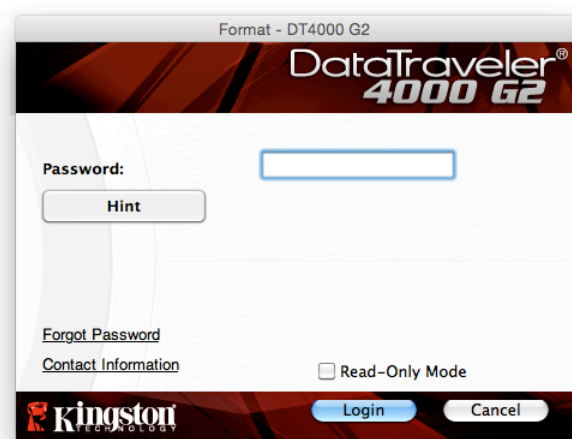 Format - DT4000 G2
DataTraveler®
4000 G2
Password:
Hint
Forgot Password
Contact Information
Read-Only Mode
Kingston
TECHNOLOGY
Login
Cancel